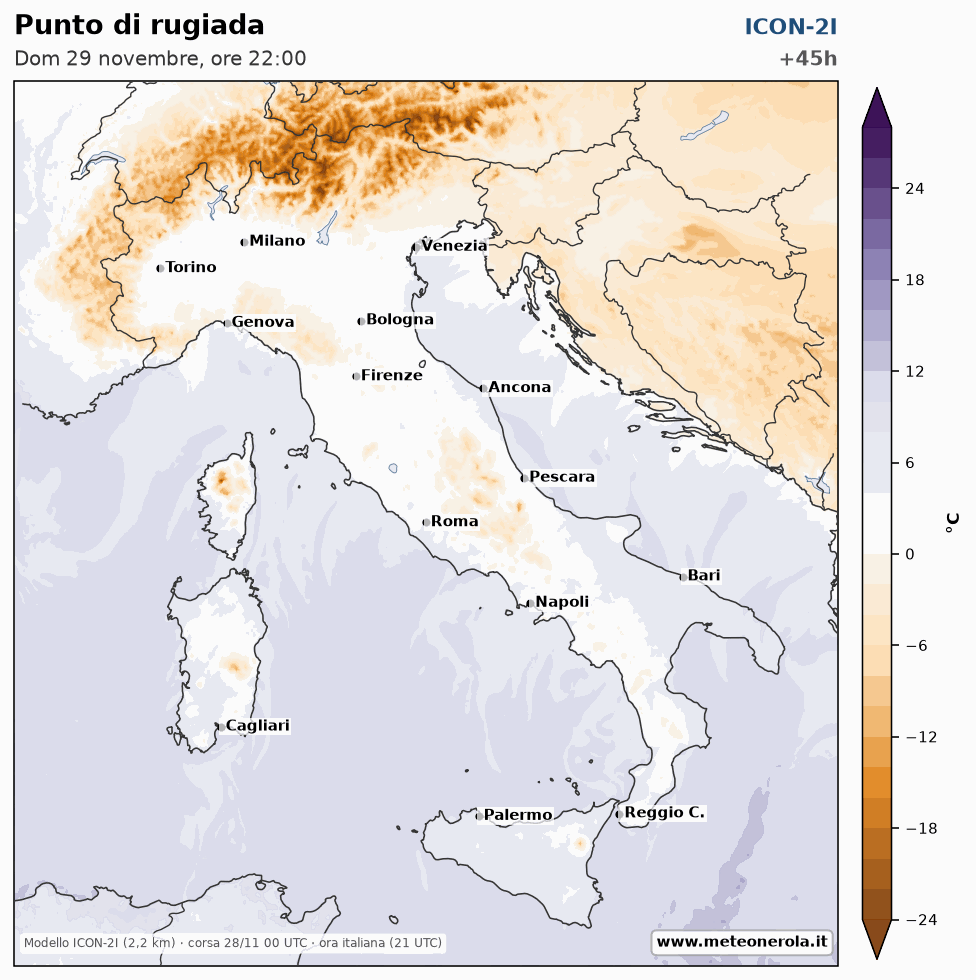 Punto di rugiada
ICON-2I
Dom 29 novembre, ore 22:00
+45h
Milano
Venezia
Torino
Genova
Bologna
Firenze
Ancona
Pescara
Roma
Bari
Napoli
Cagliari
Palermo
Reggio C.
24
18
12
6
0
−6
−12
−18
−24
°C
Modello ICON-2I (2,2 km) · corsa 28/11 00 UTC · ora italiana (21 UTC)
www.meteonerola.it